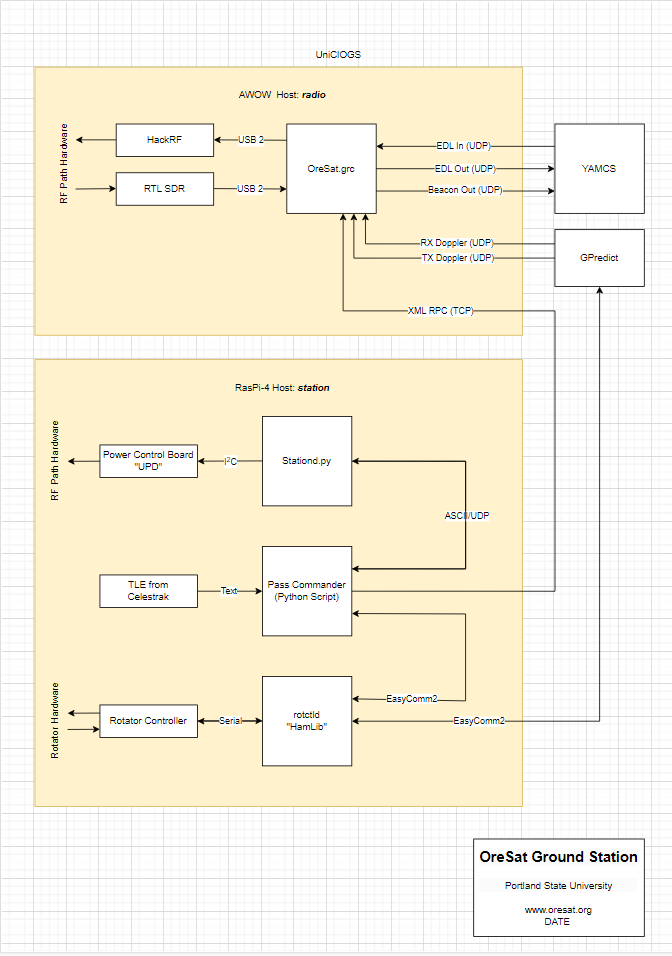 UniClOGS
AWOW Host: radio
RF Path Hardware
HackRF
USB 2
OreSat.grc
EDL In (UDP)
YAMCS
EDL Out (UDP)
RTL SDR
USB 2
Beacon Out (UDP)
RX Doppler (UDP)
GPredict
TX Doppler (UDP)
XML RPC (TCP)
RasPi-4 Host: station
RF Path Hardware
Power Control Board
"UPD"
I²C
Stationd.py
ASCII/UDP
TLE from
Celestrak
Text
Pass Commander
(Python Script)
Rotator Hardware
Rotator Controller
Serial
rotctld
"HamLib"
EasyComm2
EasyComm2
OreSat Ground Station
Portland State University
www.oresat.org
DATE